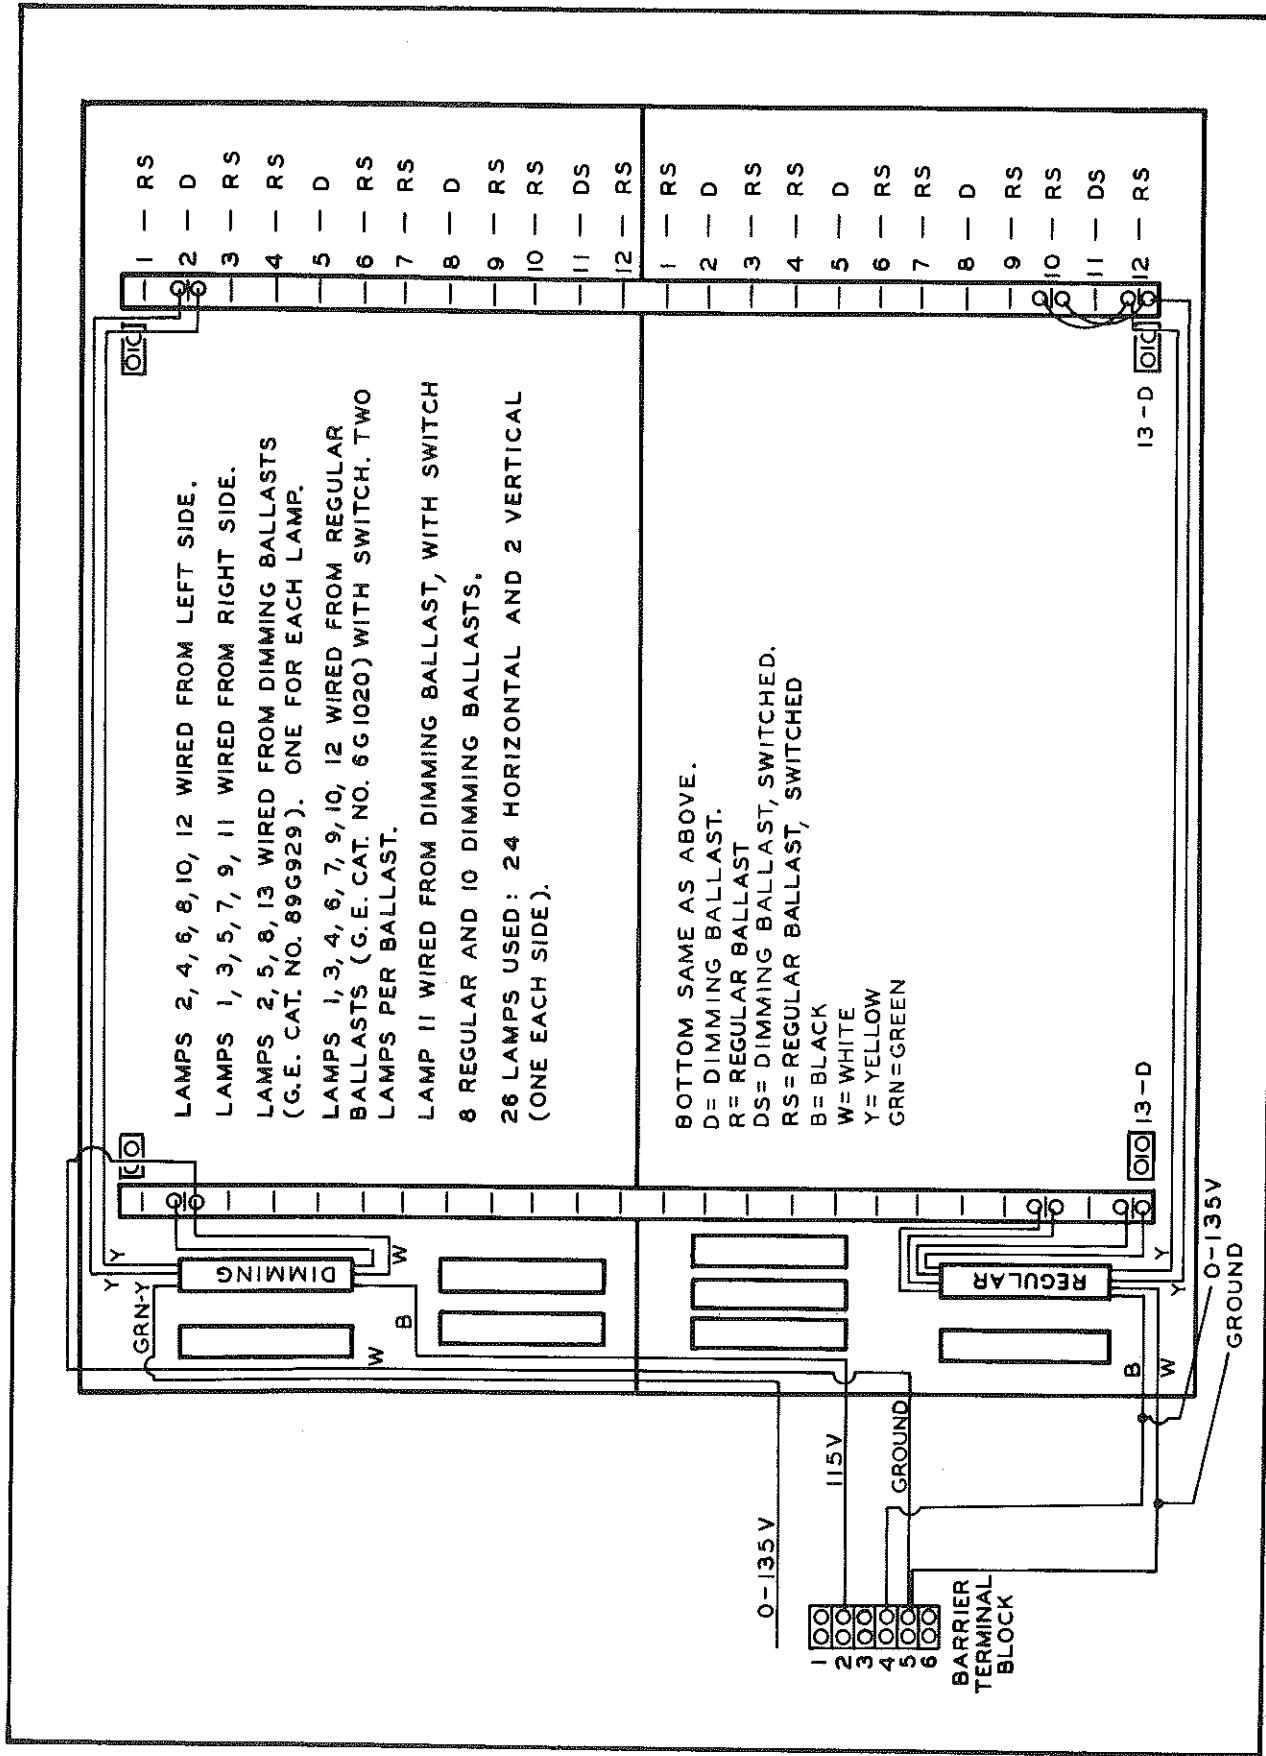 1 — RS
2 — D
3 — RS
4 — RS
5 — D
6 — RS
7 — RS
8 — D
9 — RS
10 — RS
11 — DS
12 — RS
1 — RS
2 — D
3 — RS
4 — RS
5 — D
6 — RS
7 — RS
8 — D
9 — RS
10 — RS
11 — DS
12 — RS
13-D
LAMPS 2, 4, 6, 8, 10, 12 WIRED FROM LEFT SIDE.
LAMPS 1, 3, 5, 7, 9, 11 WIRED FROM RIGHT SIDE.
LAMPS 2, 5, 8, 13 WIRED FROM DIMMING BALLASTS
(G.E. CAT. NO. 89G929). ONE FOR EACH LAMP.
LAMPS 1, 3, 4, 6, 7, 9, 10, 12 WIRED FROM REGULAR
BALLASTS (G.E. CAT. NO. 6G1020) WITH SWITCH. TWO
LAMPS PER BALLAST.
LAMP 11 WIRED FROM DIMMING BALLAST, WITH SWITCH
8 REGULAR AND 10 DIMMING BALLASTS.
26 LAMPS USED: 24 HORIZONTAL AND 2 VERTICAL
(ONE EACH SIDE).
BOTTOM SAME AS ABOVE.
D= DIMMING BALLAST.
R= REGULAR BALLAST
DS= DIMMING BALLAST, SWITCHED.
RS= REGULAR BALLAST, SWITCHED
B= BLACK
W= WHITE
Y= YELLOW
GRN=GREEN
13-D
Y
Y
GRN-Y
DIMMING
W
B
W
REGULAR
Y
Y
B
W
0-135V
GROUND
0-135V
115V
GROUND
1
2
3
4
5
6
BARRIER
TERMINAL
BLOCK